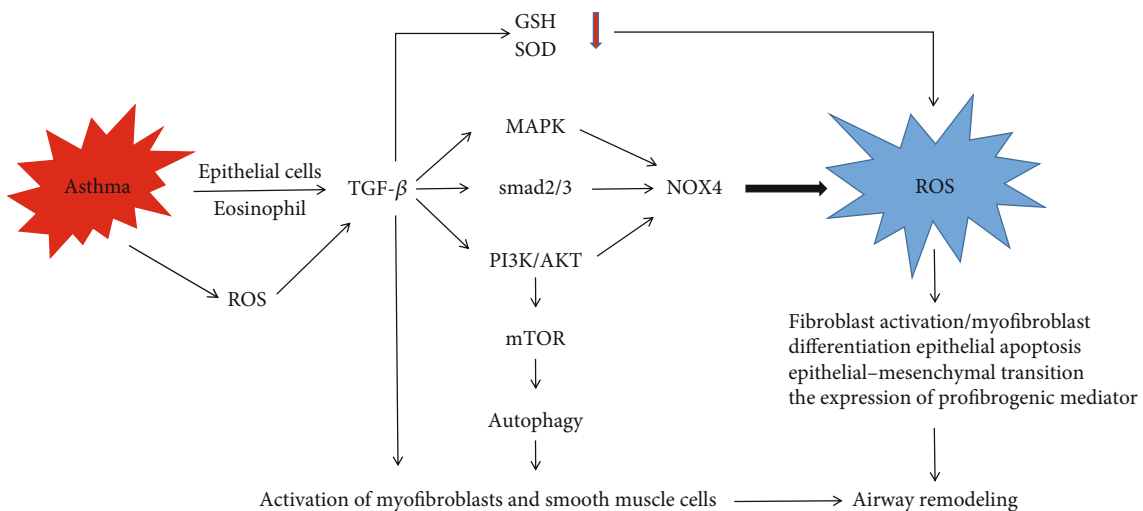 GSH
SOD
MAPK
Asthma
Epithelial cells
Eosinophil
TGF-β
smad2/3
NOX4
ROS
PI3K/AKT
ROS
mTOR
Fibroblast activation/myofibroblast
differentiation epithelial apoptosis
epithelial–mesenchymal transition
the expression of profibrogenic mediator
Autophagy
Activation of myofibroblasts and smooth muscle cells
Airway remodeling